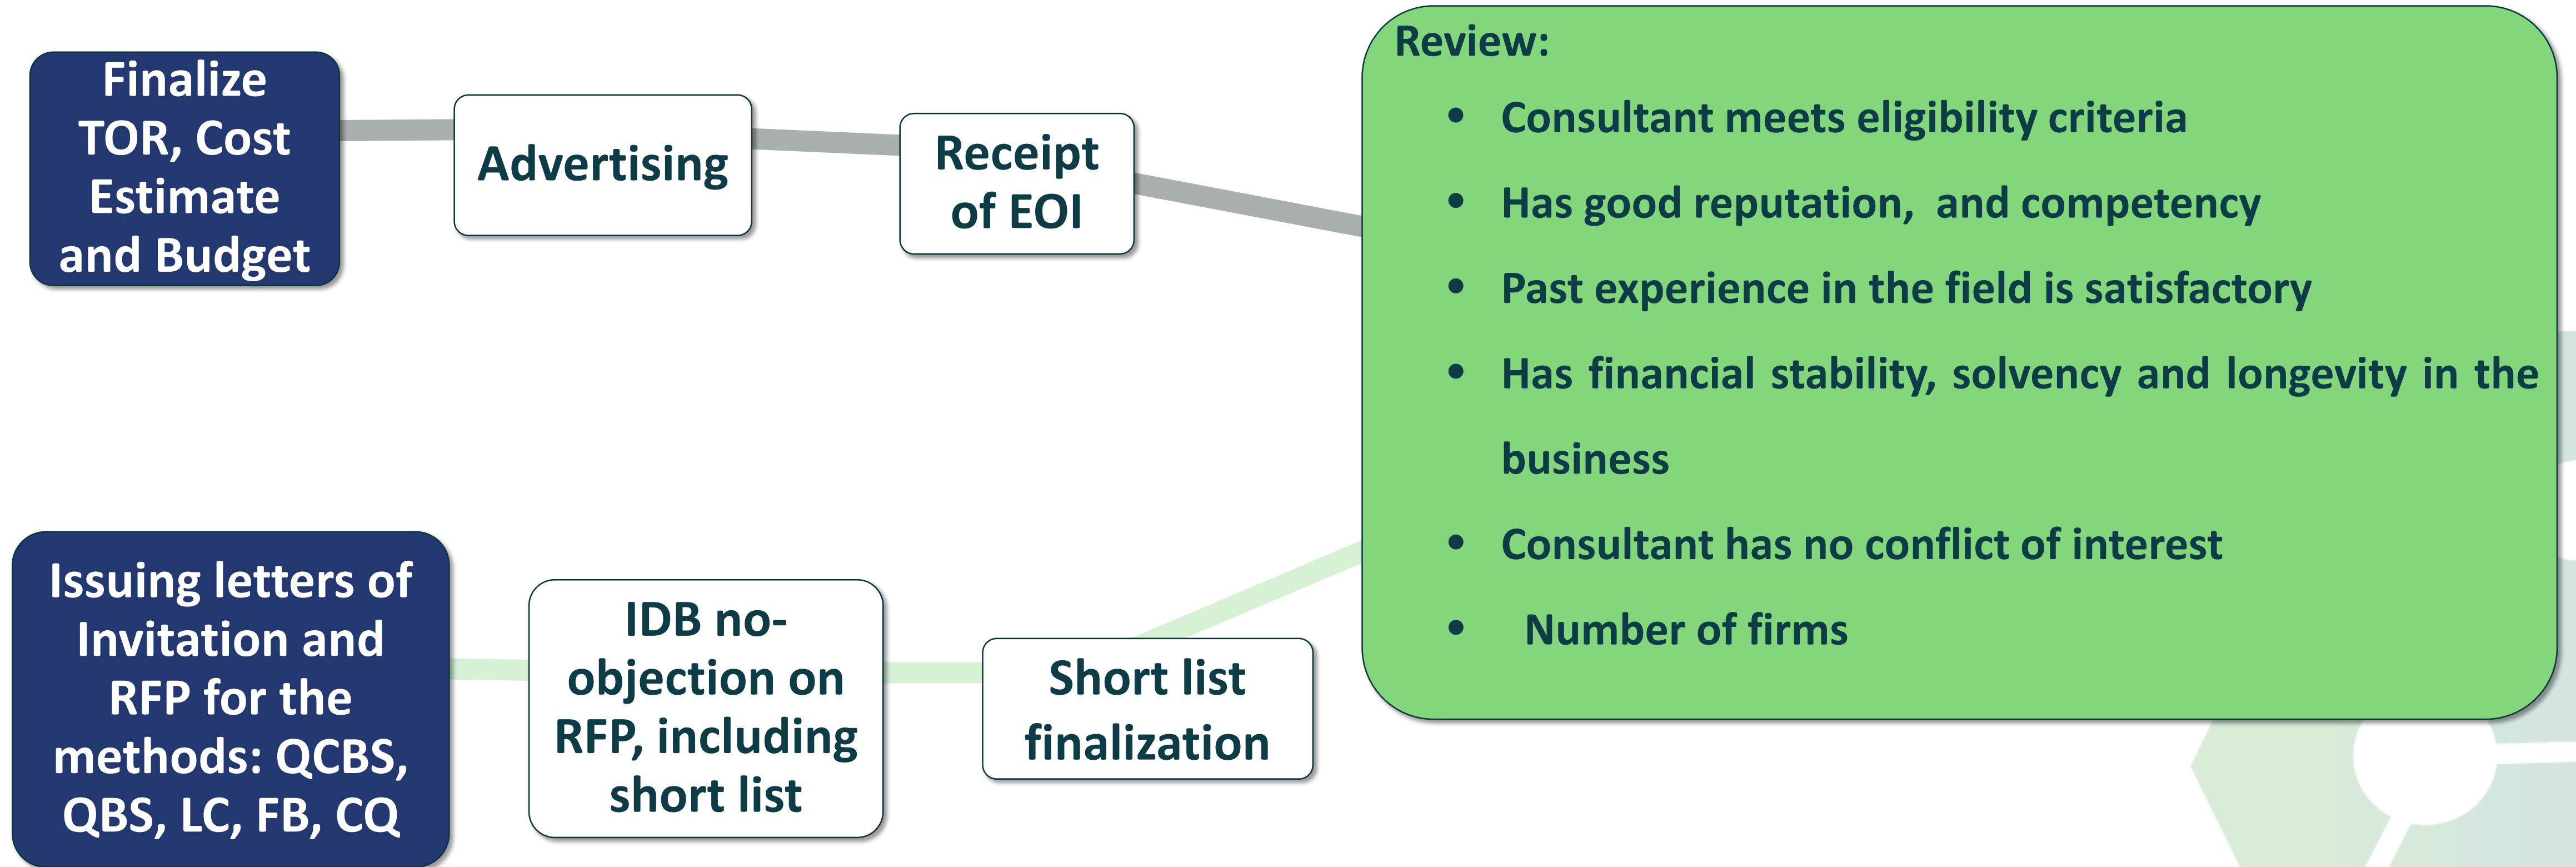 Finalize
TOR, Cost
Estimate
and Budget
Advertising
Receipt
of EOI
Review:
• Consultant meets eligibility criteria
• Has good reputation, and competency
• Past experience in the field is satisfactory
• Has financial stability, solvency and longevity in the
business
• Consultant has no conflict of interest
• Number of firms
Short list
finalization
IDB no-
objection on
RFP, including
short list
Issuing letters of
Invitation and
RFP for the
methods: QCBS,
QBS, LC, FB, CQ